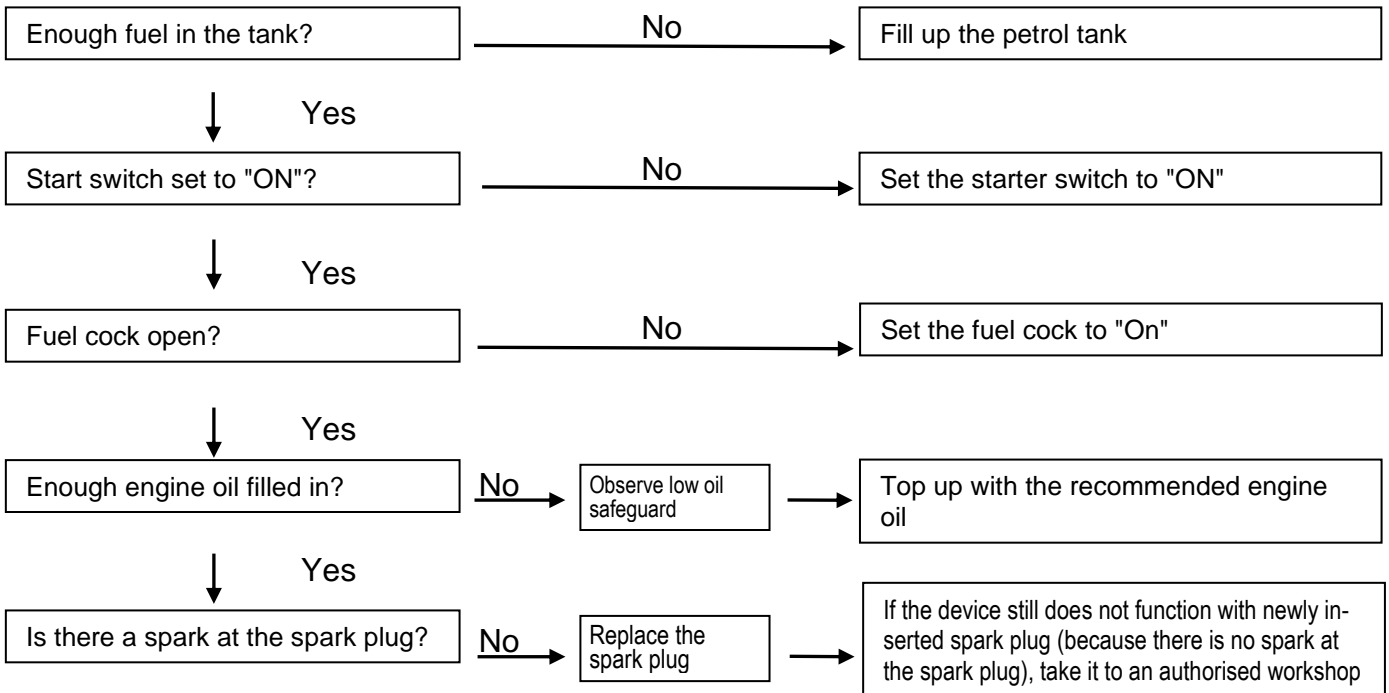 Enough fuel in the tank?
No
Fill up the petrol tank
Yes
Start switch set to "ON"?
No
Set the starter switch to "ON"
Yes
Fuel cock open?
No
Set the fuel cock to "On"
Yes
Enough engine oil filled in?
No
Observe low oil
safeguard
Top up with the recommended engine
oil
Yes
Is there a spark at the spark plug?
No
Replace the
spark plug
If the device still does not function with newly in-
serted spark plug (because there is no spark at
the spark plug), take it to an authorised workshop